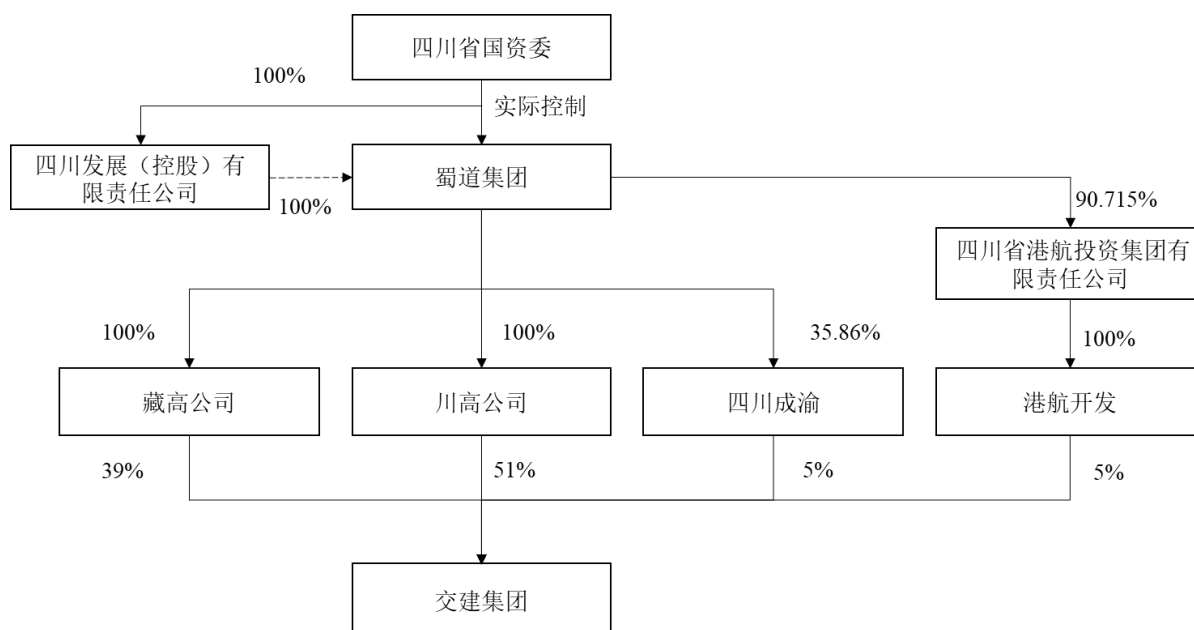 四川省国资委
100%
实际控制
四川发展（控股）有
限责任公司
100%
蜀道集团
90.715%
四川省港航投资集团有
限责任公司
100%
100%
35.86%
100%
藏高公司
川高公司
四川成渝
港航开发
39%
51%
5%
5%
交建集团